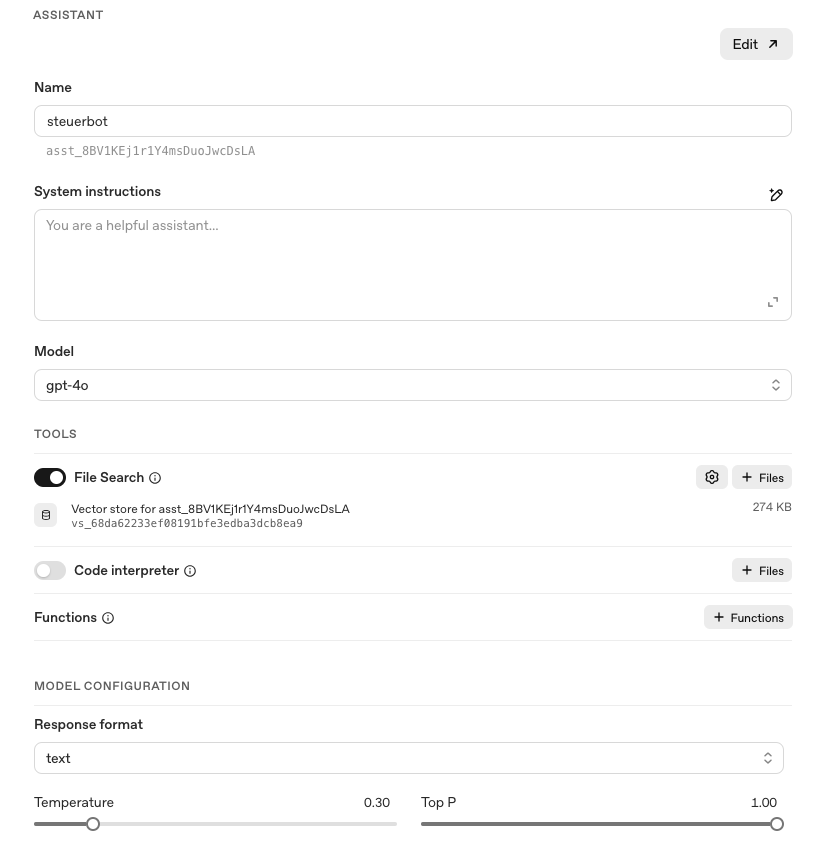 ASSISTANT
Edit
Name
steuerbot
asst_8BV1KEj1r1Y4msDuoJwcDsLA
System instructions
You are a helpful assistant...
Model
gpt-4o
TOOLS
File Search
+ Files
Vector store for asst_8BV1KEj1r1Y4msDuoJwcDsLA
274 KB
vs_68da62233ef08191bfe3edba3dcb8ea9
Code interpreter
+ Files
Functions
+ Functions
MODEL CONFIGURATION
Response format
text
Temperature 0.30
Top P 1.00